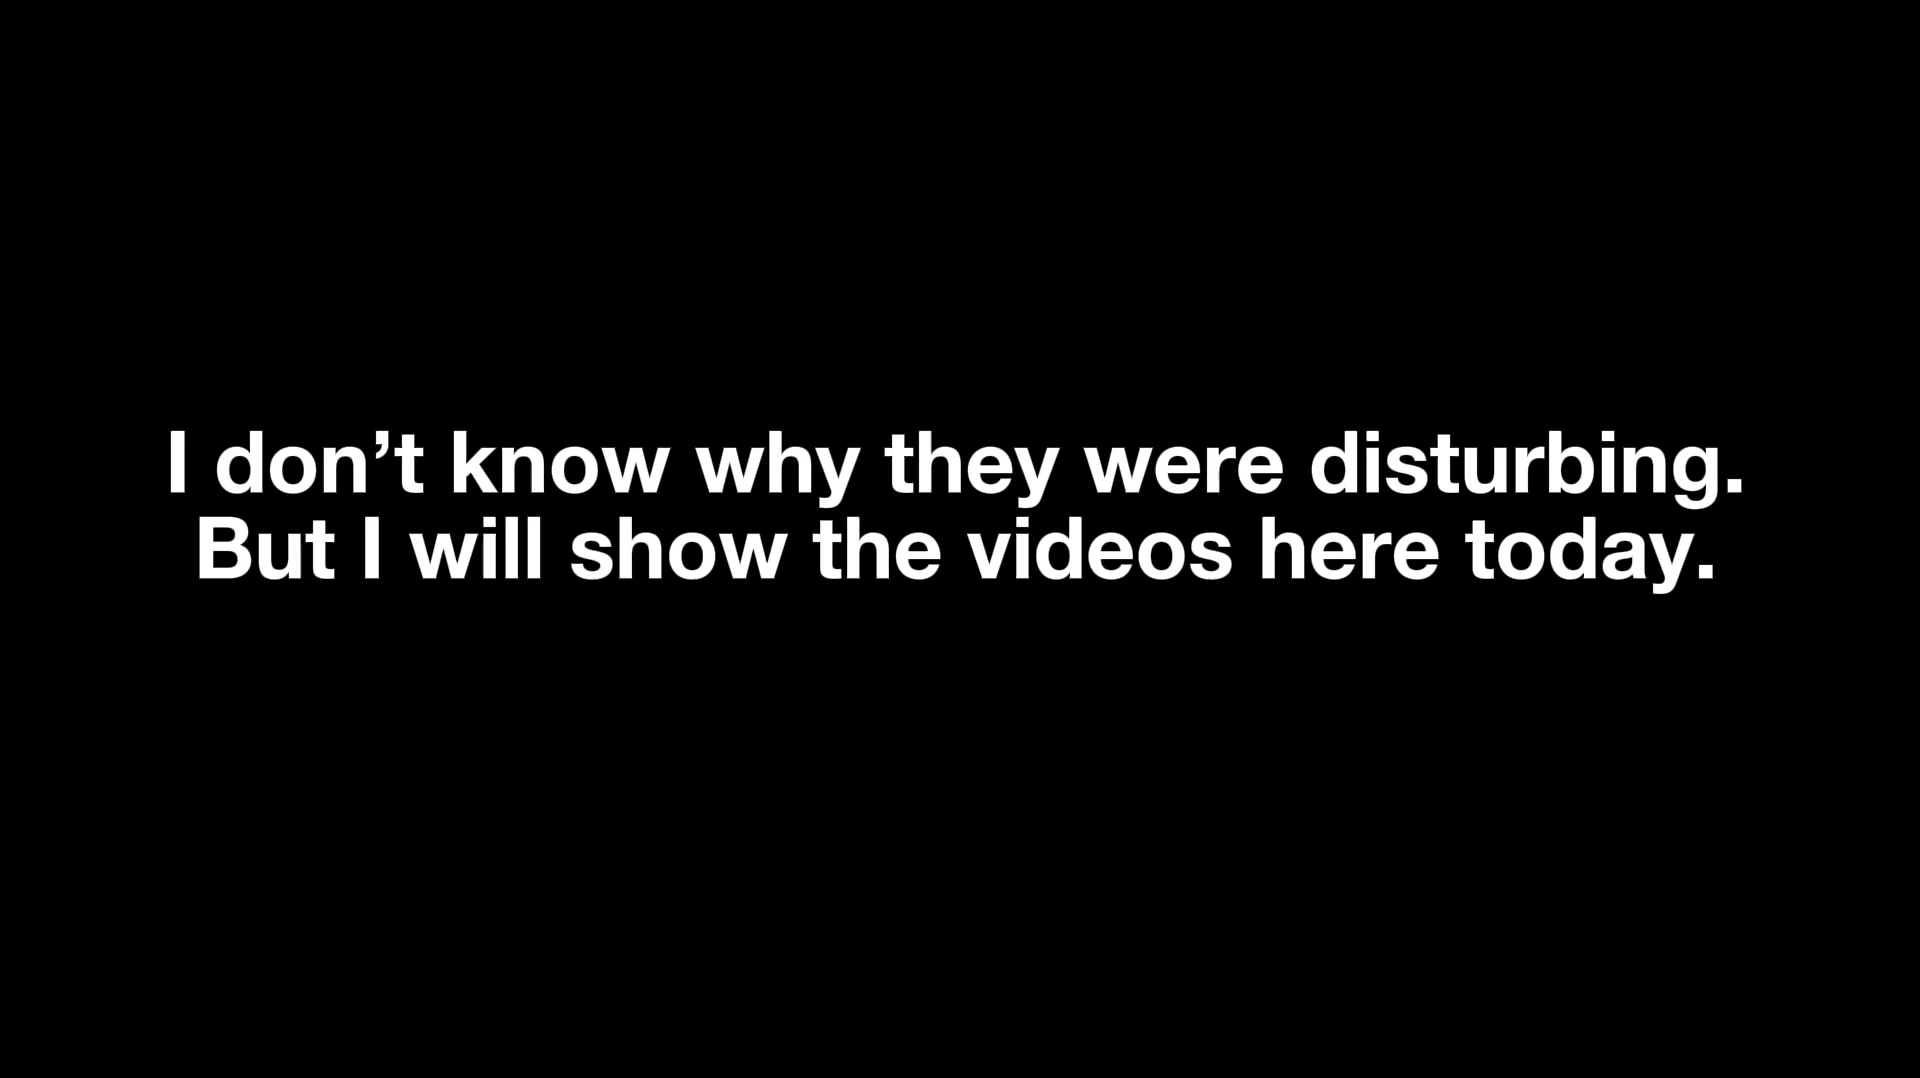 I don’t know why they were disturbing.
But I will show the videos here today.